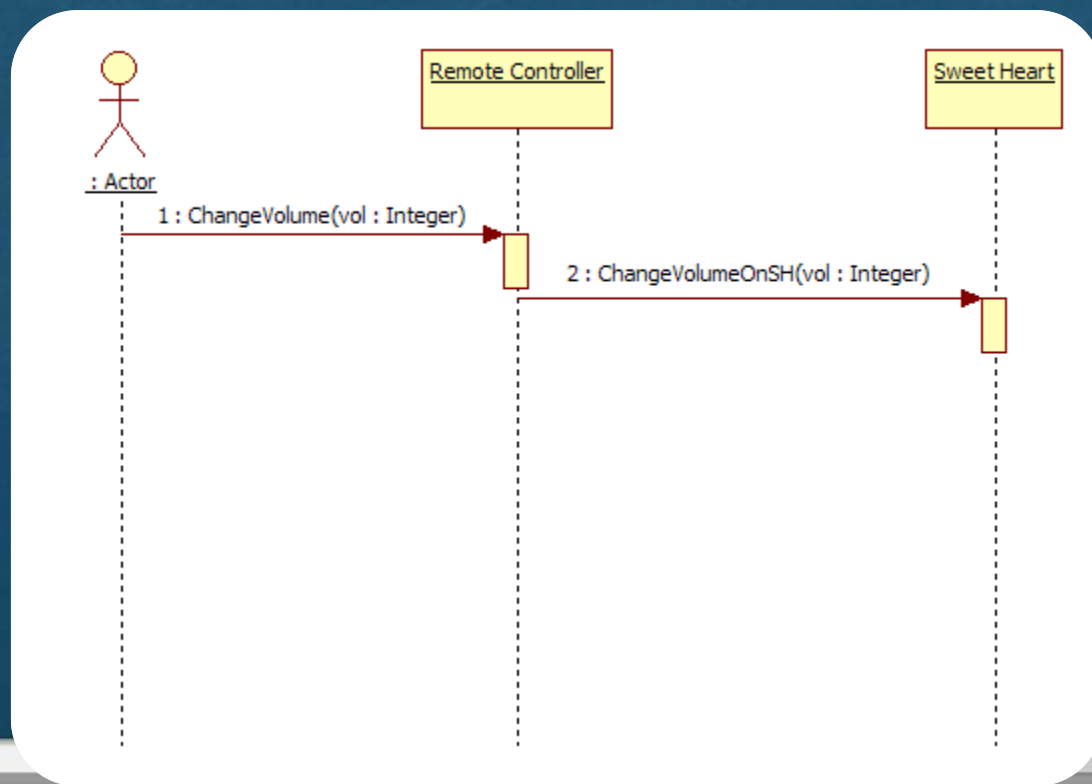 Remote Controller
Sweet Heart
: Actor
1 : ChangeVolume(vol : Integer)
2 : ChangeVolumeOnSH(vol : Integer)